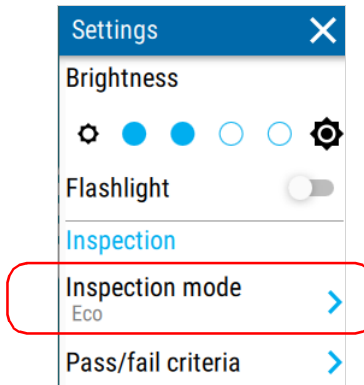 Settings
Brightness
Flashlight
Inspection
Inspection mode
Eco
Pass/fail criteria